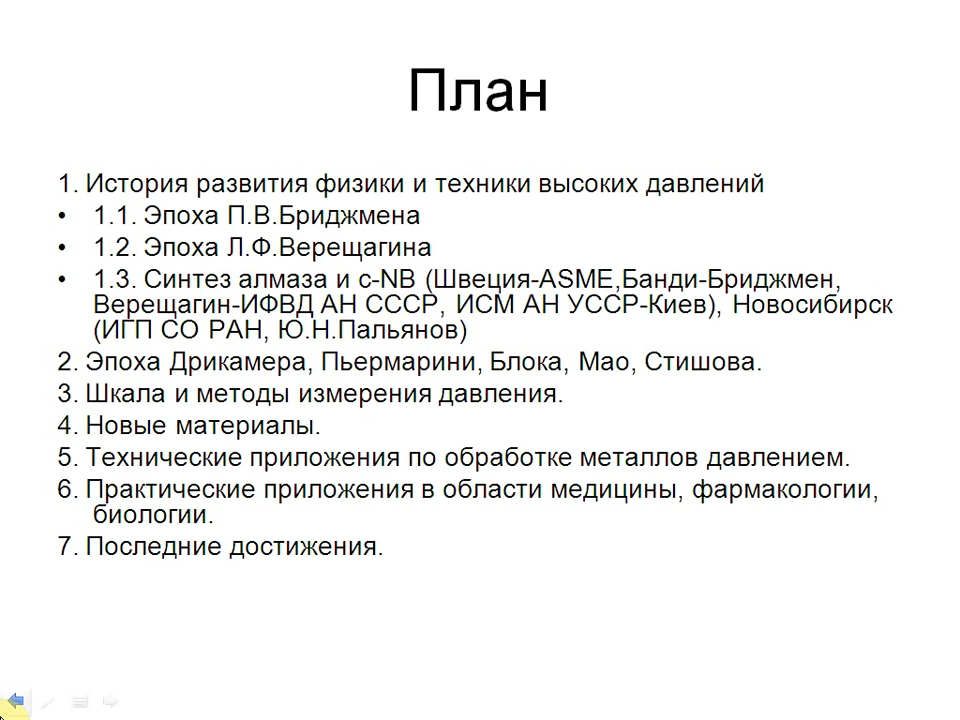 План
1. История развития физики и техники высоких давлений
• 1.1. Эпоха П.В.Бриджмена
• 1.2. Эпоха Л.Ф.Верещагина
• 1.3. Синтез алмаза и c-NB (Швеция-ASME,Банди-Бриджмен,
Верещагин-ИФВД АН СССР, ИСМ АН УССР-Киев), Новосибирск
(ИГП СО РАН, Ю.Н.Пальянов)
2. Эпоха Дрикамера, Пьермарини, Блока, Мао, Стишова.
3. Шкала и методы измерения давления.
4. Новые материалы.
5. Технические приложения по обработке металлов давлением.
6. Практические приложения в области медицины, фармакологии,
биологии.
7. Последние достижения.